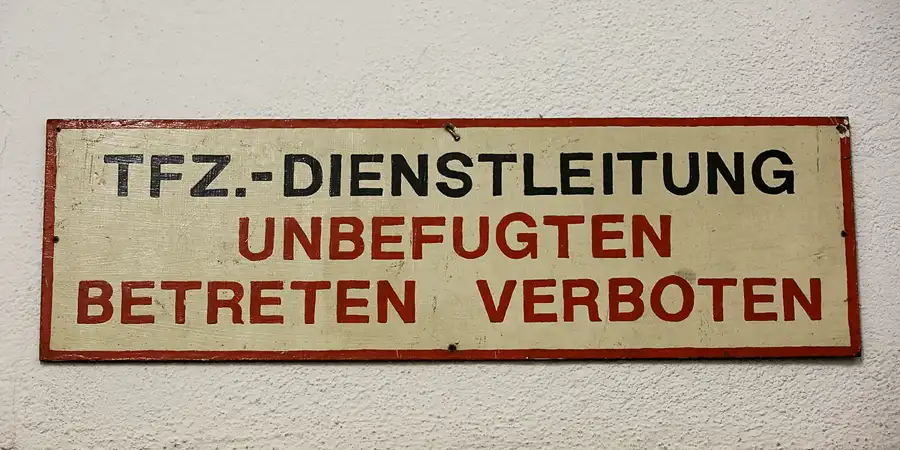 TFZ.-DIENSTLEITUNG
UNBEFUGTEN
BETRETEN VERBOTEN